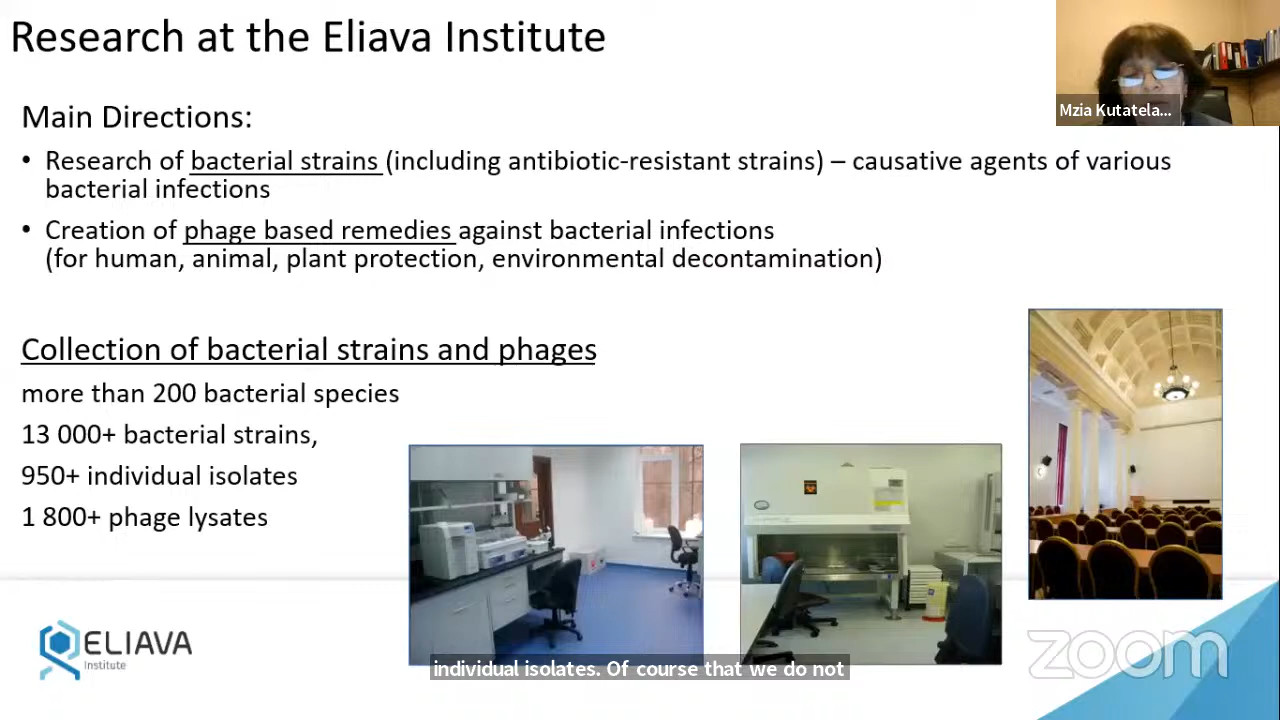 Research at the Eliava Institute
Mzia Kutatela...
Main Directions:
• Research of bacterial strains (including antibiotic-resistant strains) – causative agents of various
bacterial infections
• Creation of phage based remedies against bacterial infections
(for human, animal, plant protection, environmental decontamination)
Collection of bacterial strains and phages
more than 200 bacterial species
13 000+ bacterial strains,
950+ individual isolates
1 800+ phage lysates
ELIAVA
Institute
individual isolates. Of course that we do not
zoom